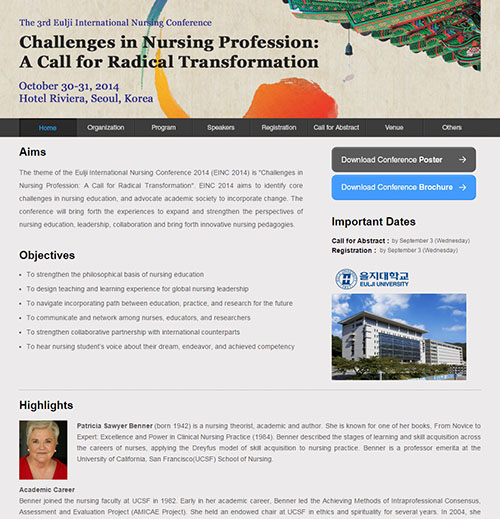 The 3rd Eulji International Nursing Conference
Challenges in Nursing Profession:
A Call for Radical Transformation
October 30-31, 2014
Hotel Riviera, Seoul, Korea
Home Organization Program Speakers Registration Call for Abstract Venue Others
Aims
The theme of the Eulji International Nursing Conference 2014 (EINC 2014) is "Challenges in
Nursing Profession: A Call for Radical Transformation". EINC 2014 aims to identify core
challenges in nursing education, and advocate academic society to incorporate change. The
conference will bring forth the experiences to expand and strengthen the perspectives of
nursing education, leadership, collaboration and bring forth innovative nursing pedagogies.
Objectives
• To strengthen the philosophical basis of nursing education
• To design teaching and learning experience for global nursing leadership
• To navigate incorporating path between education, practice, and research for the future
• To communicate and network among nurses, educators, and researchers
• To strengthen collaborative partnership with international counterparts
• To hear nursing student's voice about their dream, endeavor, and achieved competency
Download Conference Poster
Download Conference Brochure
Important Dates
Call for Abstract : by September 3 (Wednesday)
Registration : by September 3 (Wednesday)
을지대학교
EULJI UNIVERSITY
Highlights
Patricia Sawyer Benner (born 1942) is a nursing theorist, academic and author. She is known for one of her books, From Novice to
Expert: Excellence and Power in Clinical Nursing Practice (1984). Benner described the stages of learning and skill acquisition across
the careers of nurses, applying the Dreyfus model of skill acquisition to nursing practice. Benner is a professor emerita at the
University of California, San Francisco(UCSF) School of Nursing.
Academic Career
Benner joined the nursing faculty at UCSF in 1982. Early in her academic career, Benner led the Achieving Methods of Intraprofessional Consensus,
Assessment and Evaluation Project (AMICAE Project). She held an endowed chair at UCSF in ethics and spirituality for several years. In 2004, she